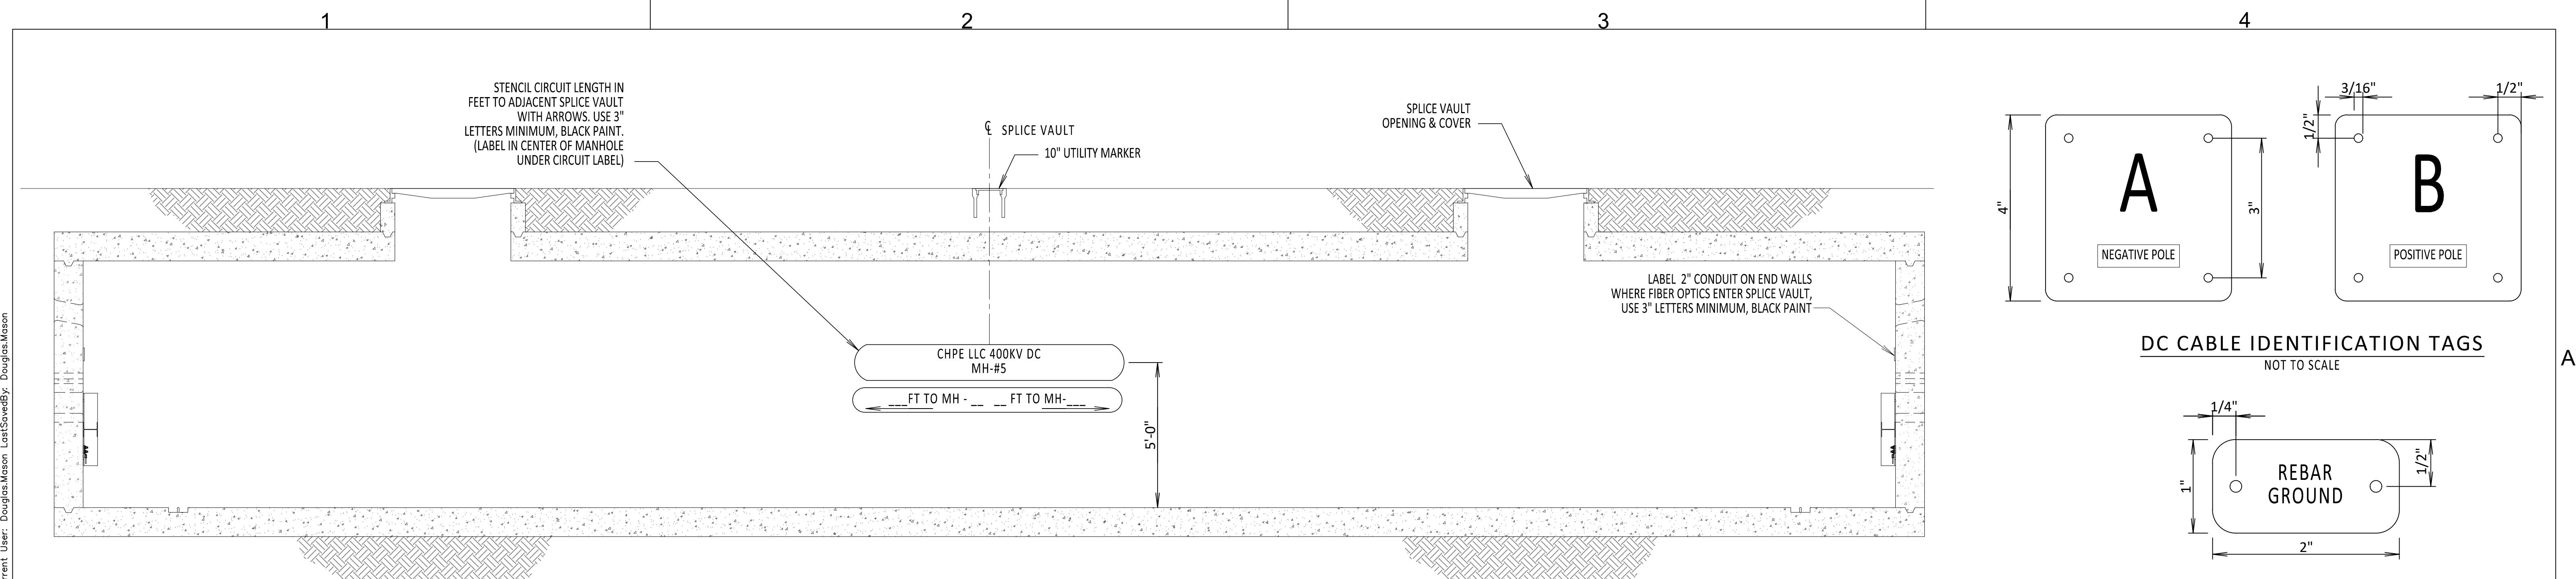 1
2
3
4
STENCIL CIRCUIT LENGTH IN
FEET TO ADJACENT SPLICE VAULT
WITH ARROWS. USE 3"
LETTERS MINIMUM, BLACK PAINT.
(LABEL IN CENTER OF MANHOLE
UNDER CIRCUIT LABEL)
℄ SPLICE VAULT
10" UTILITY MARKER
SPLICE VAULT
OPENING & COVER
LABEL 2" CONDUIT ON END WALLS
WHERE FIBER OPTICS ENTER SPLICE VAULT,
USE 3" LETTERS MINIMUM, BLACK PAINT
CHPE LLC 400KV DC
MH-#5
___FT TO MH - __ __ FT TO MH-___
5'-0"
4"
A
NEGATIVE POLE
3"
3/16"
1/2"
1/2"
B
POSITIVE POLE
DC CABLE IDENTIFICATION TAGS
NOT TO SCALE
1/4"
1"
REBAR
GROUND
1/2"
2"
A
rrent User: Douglas.Mason LastSavedBy: Douglas.Mason